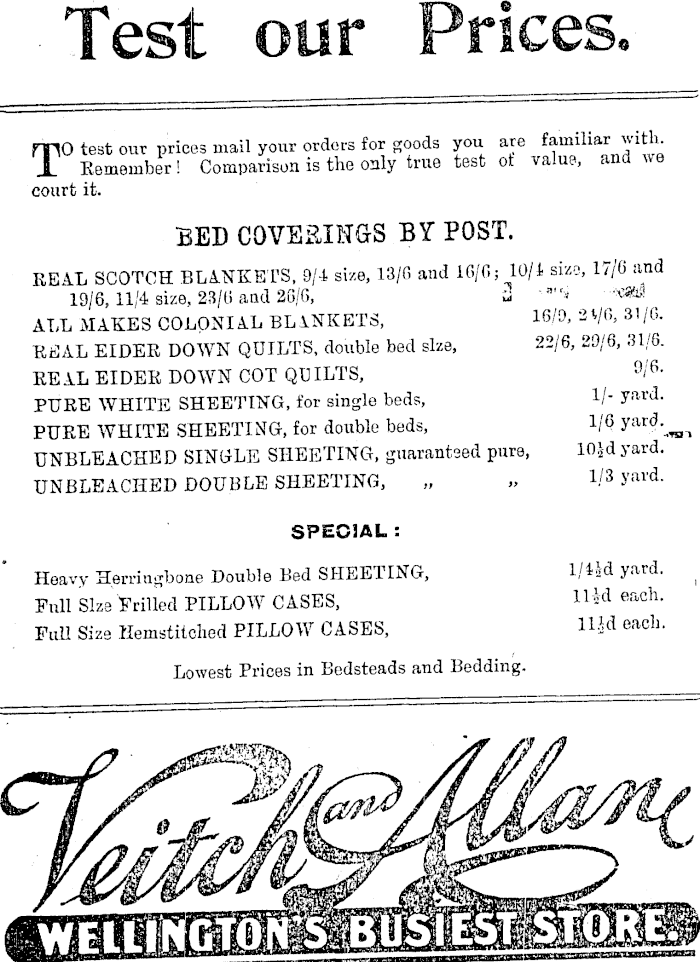 Test our Prices.
TO test our prices mail your orders for goods you are familiar with.
Remember! Comparison is the only true test of value, and we
court it.
BED COVERINGS BY POST.
REAL SCOTCH BLANKETS, 9/4 size, 13/6 and 16/6; 10/4 size, 17/6 and
19/6, 11/4 size, 23/6 and 26/6,
ALL MAKES COLONIAL BLANKETS, 16/9, 24/6, 31/6.
REAL EIDER DOWN QUILTS, double bed size, 22/6, 29/6, 31/6.
REAL EIDER DOWN COT QUILTS, 9/6.
PURE WHITE SHEETING, for single beds, 1/- yard.
PURE WHITE SHEETING, for double beds, 1/6 yard.
UNBLEACHED SINGLE SHEETING, guaranteed pure, 10½d yard.
UNBLEACHED DOUBLE SHEETING, „ „ 1/3 yard.
SPECIAL:
Heavy Herringbone Double Bed SHEETING, 1/4½d yard.
Full Size Frilled PILLOW CASES, 11½d each.
Full Size Hemstitched PILLOW CASES, 11½d each.
Lowest Prices in Bedsteads and Bedding.
Veitch and Allan
WELLINGTON'S BUSIEST STORE.